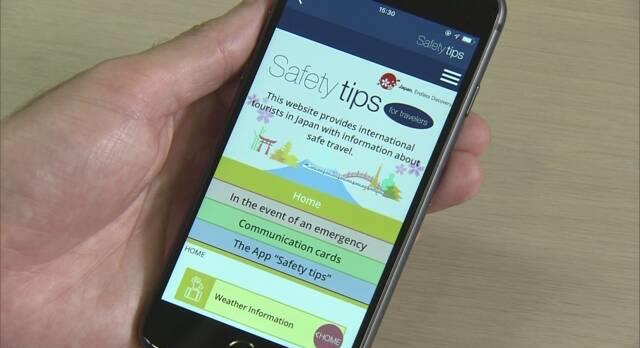 15:30
Safety tips
Safety tips
Japan, Endless Discovery.
for travelers
This website provides international
tourists in Japan with information about
safe travel.
Home
In the event of an emergency
Communication cards
The App “Safety tips”
HOME
Weather Information
HOME